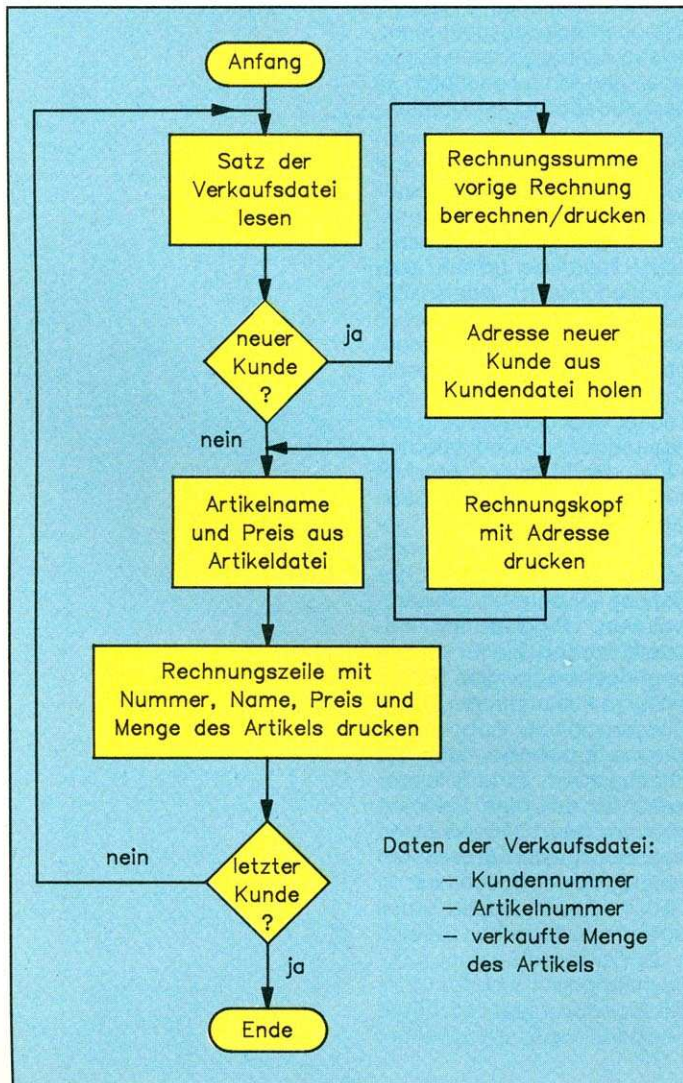 Anfang
Satz der
Verkaufsdatei
lesen
neuer
Kunde
?
ja
nein
Rechnungssumme
vorige Rechnung
berechnen/drucken
Adresse neuer
Kunde aus
Kundendatei holen
Rechnungskopf
mit Adresse
drucken
Artikelname
und Preis aus
Artikeldatei
Rechnungszeile mit
Nummer, Name, Preis und
Menge des Artikels drucken
letzter
Kunde
?
nein
ja
Ende
Daten der Verkaufsdatei:
– Kundennummer
– Artikelnummer
– verkaufte Menge
des Artikels